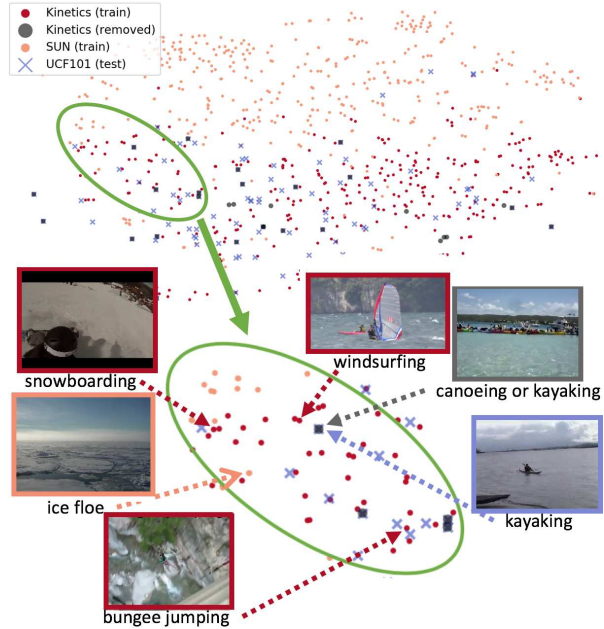 Kinetics (train)
Kinetics (removed)
SUN (train)
UCF101 (test)
snowboarding
windsurfing
canoeing or kayaking
ice floe
kayaking
bungee jumping